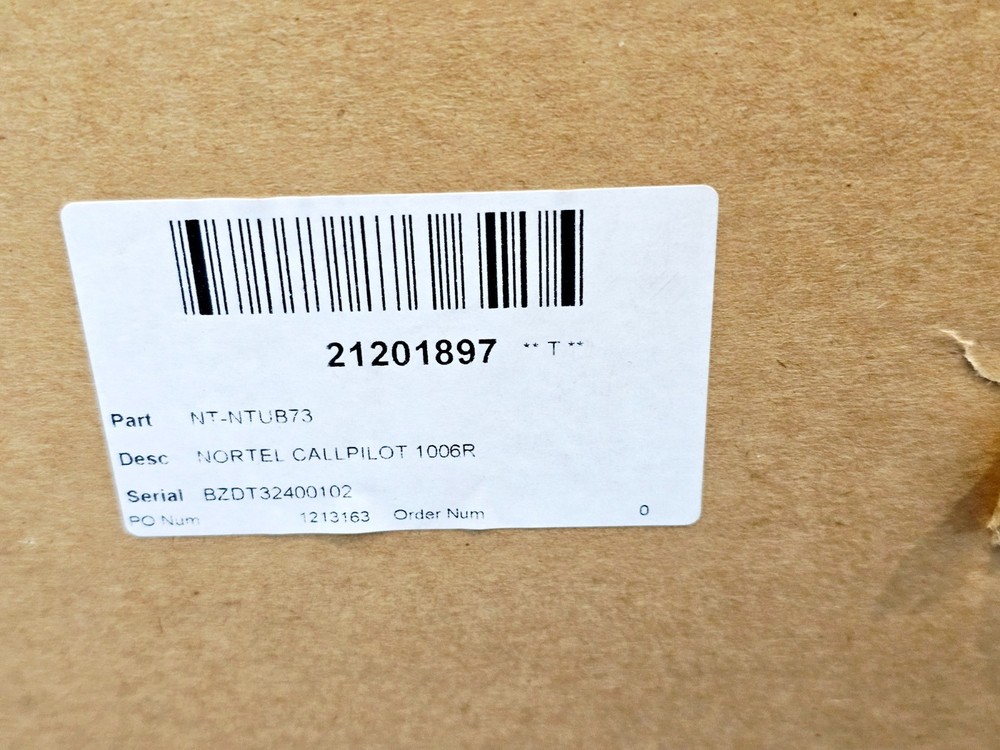 21201897 ** T **
Part NT-NTUB73
Desc NORTEL CALLPILOT 1006R
Serial BZDT32400102
PO Num 1213163 Order Num 0